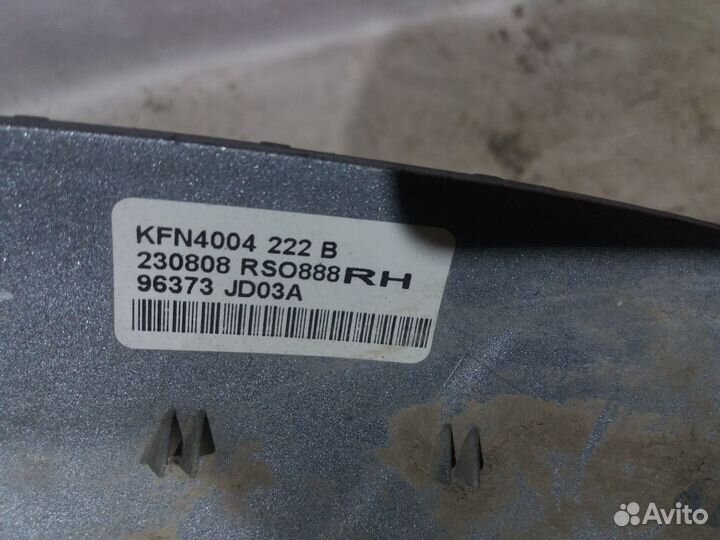 KFN4004 222 B
230808 RSO888RH
96373 JD03A
Avito